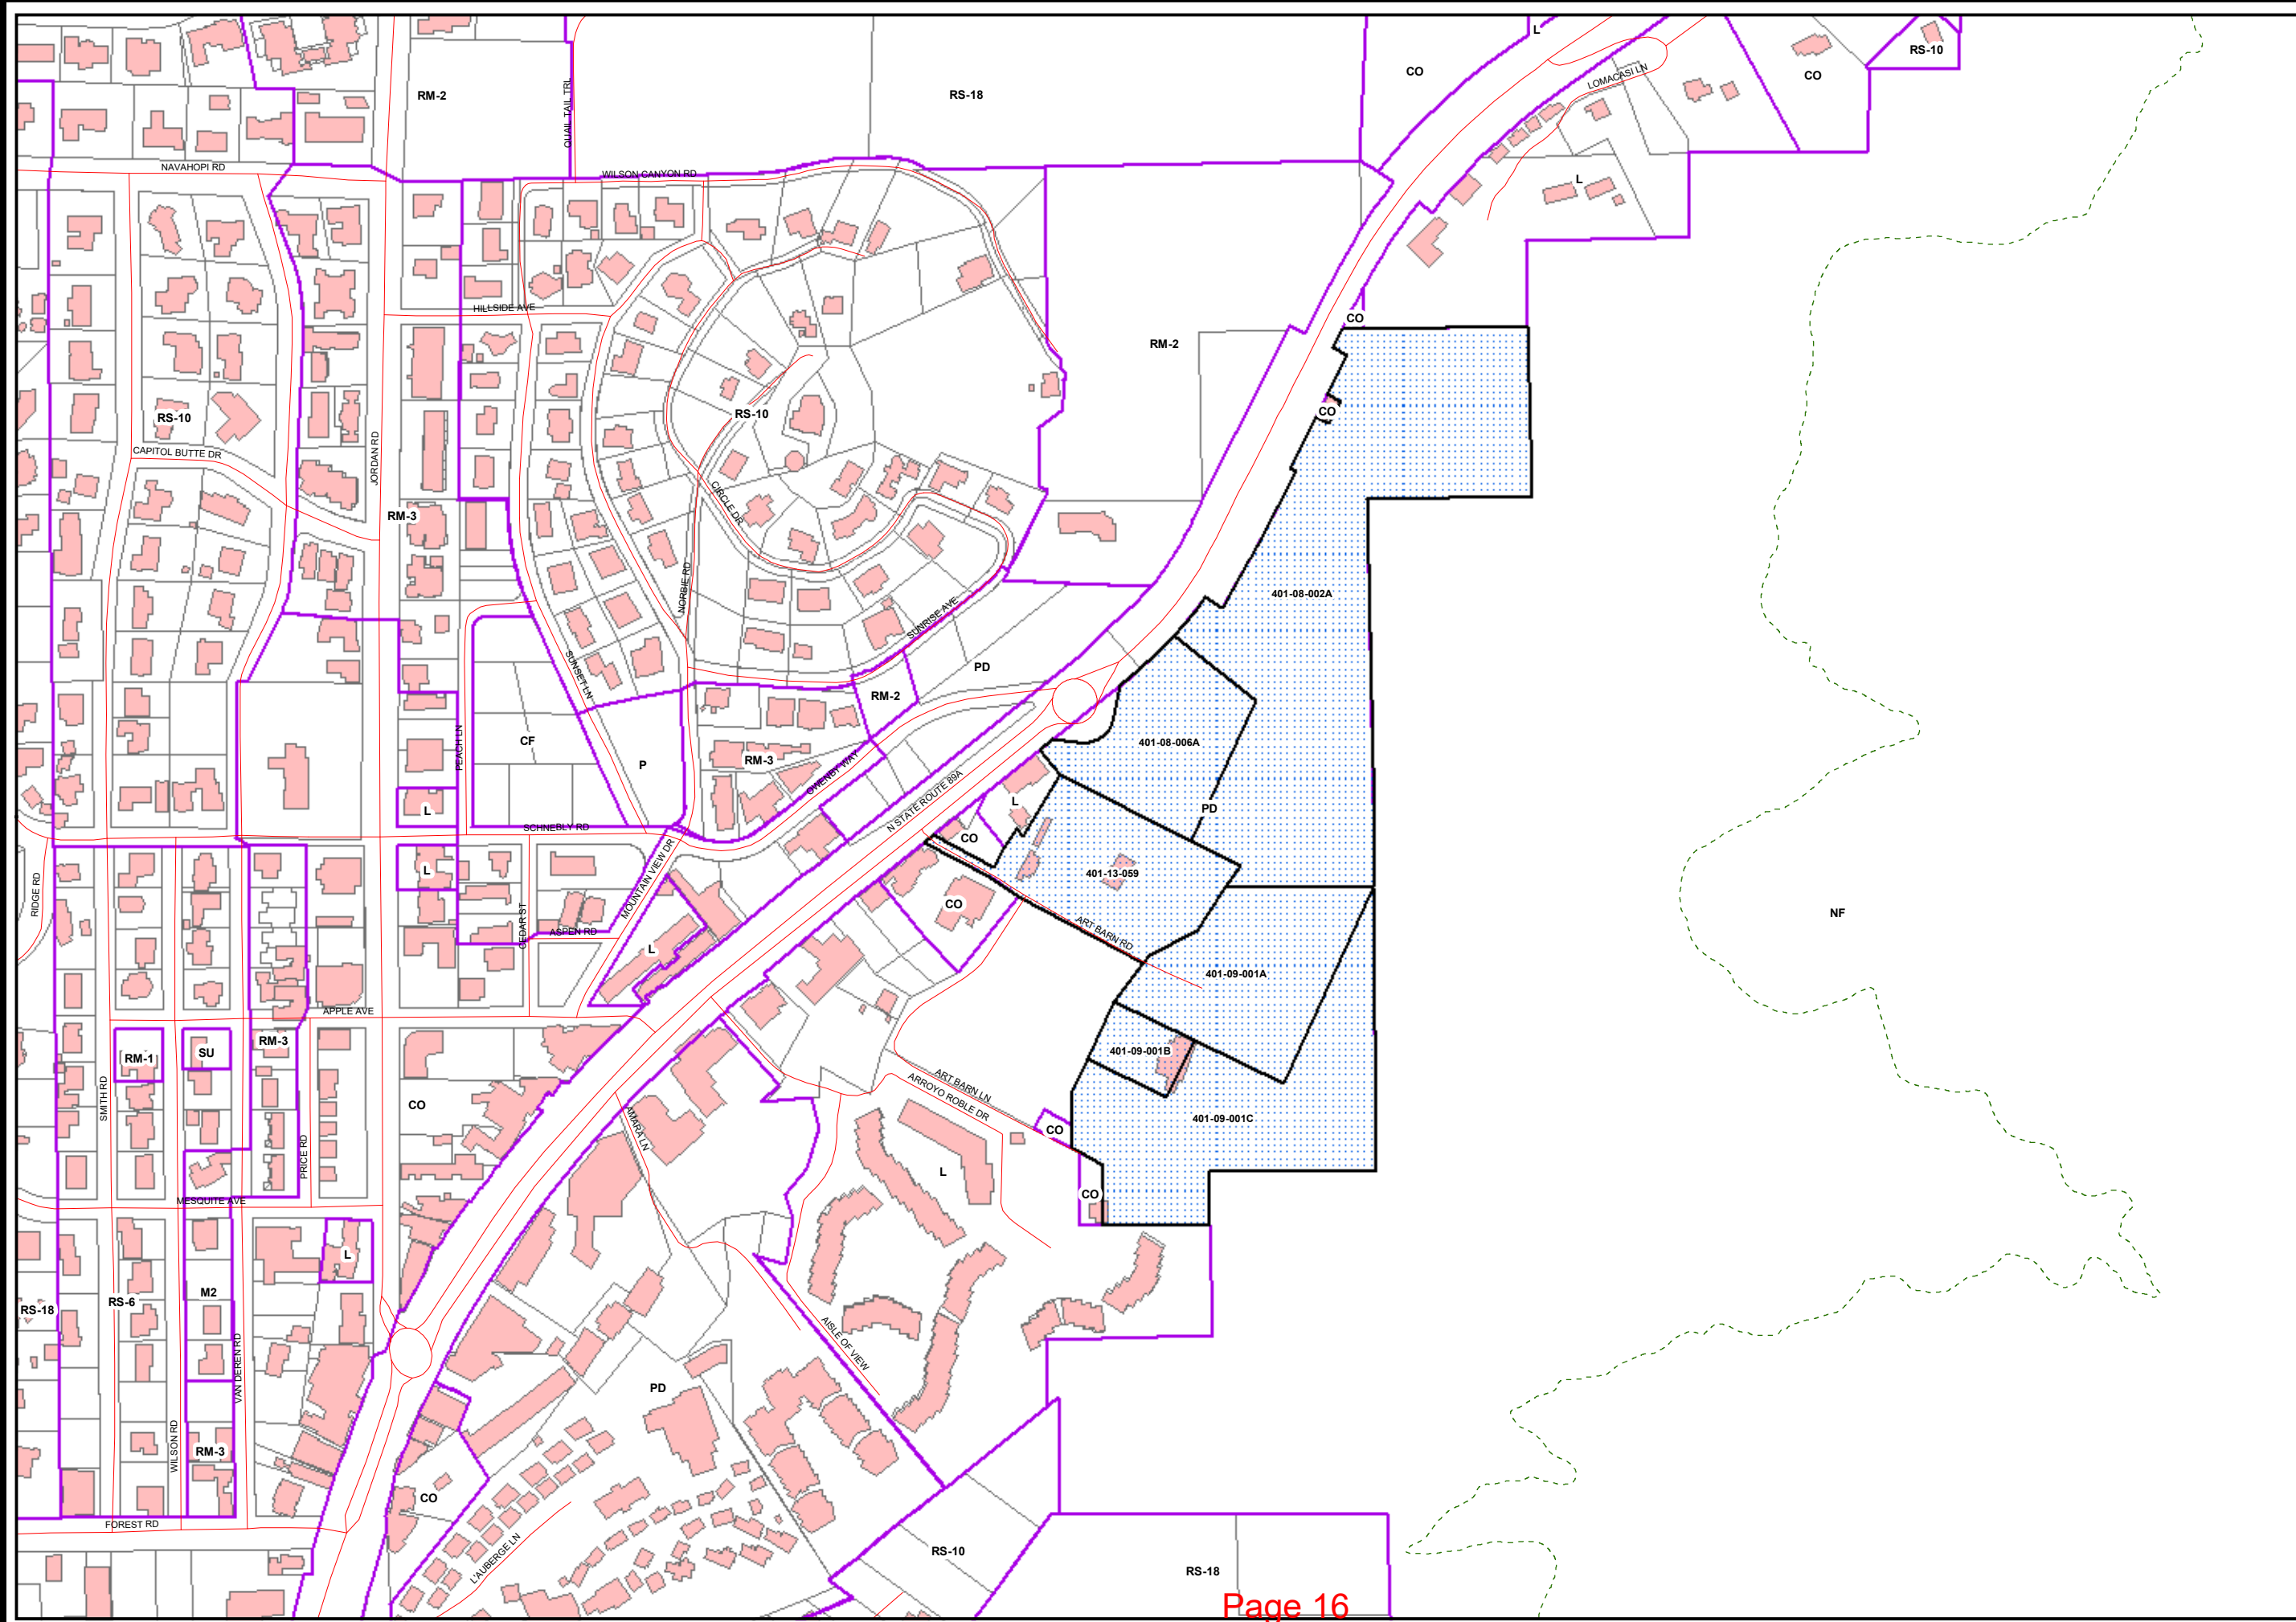 L
RS-10
CO
CO
LOMACASI LN
RM-2
QUAIL TAIL TRL
RS-18
NAVAHOPI RD
WILSON CANYON RD
L
HILLSIDE AVE
CO
RM-2
CO
RS-10
RS-10
CAPITOL BUTTE DR
JORDAN RD
CIRCLE DR
RM-3
NORBIE RD
401-08-002A
SUNRISE AVE
SUNSET LN
PD
RM-2
PEACH LN
CF
P
RM-3
401-08-006A
OWENBY WAY
N STATE ROUTE 89A
L
L
PD
SCHNEBLY RD
CO
MOUNTAIN VIEW DR
L
401-13-059
RIDGE RD
CO
NF
CEDAR ST
ASPEN RD
ART BARN RD
L
401-09-001A
APPLE AVE
RM-3
RM-1
SU
401-09-001B
SMITH RD
CO
ART BARN LN
ARROYO ROBLE DR
401-09-001C
AMARA LN
CO
PRICE RD
L
MESQUITE AVE
CO
L
M2
RS-6
RS-18
AISLE OF VIEW
VAN DEREN RD
PD
WILSON RD
RM-3
CO
FOREST RD
L'AUBERGE LN
RS-10
RS-18
Page 16